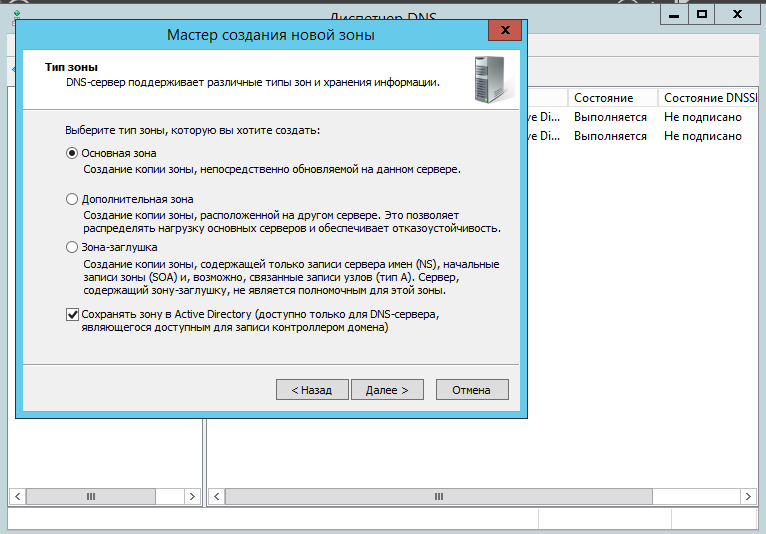 Диспетчер DNS
Мастер создания новой зоны
Тип зоны
DNS-сервер поддерживает различные типы зон и хранения информации.
Состояние
Состояние DNSSI
ve Di...
Выполняется
Не подписано
ve Di...
Выполняется
Не подписано
Выберите тип зоны, которую вы хотите создать:
Основная зона
Создание копии зоны, непосредственно обновляемой на данном сервере.
Дополнительная зона
Создание копии зоны, расположенной на другом сервере. Это позволяет
распределять нагрузку основных серверов и обеспечивает отказоустойчивость.
Зона-заглушка
Создание копии зоны, содержащей только записи сервера имен (NS), начальные
записи зоны (SOA) и, возможно, связанные записи узлов (тип A). Сервер,
содержащий зону-заглушку, не является полномочным для этой зоны.
Сохранять зону в Active Directory (доступно только для DNS-сервера,
являющегося доступным для записи контроллером домена)
< Назад
Далее >
Отмена